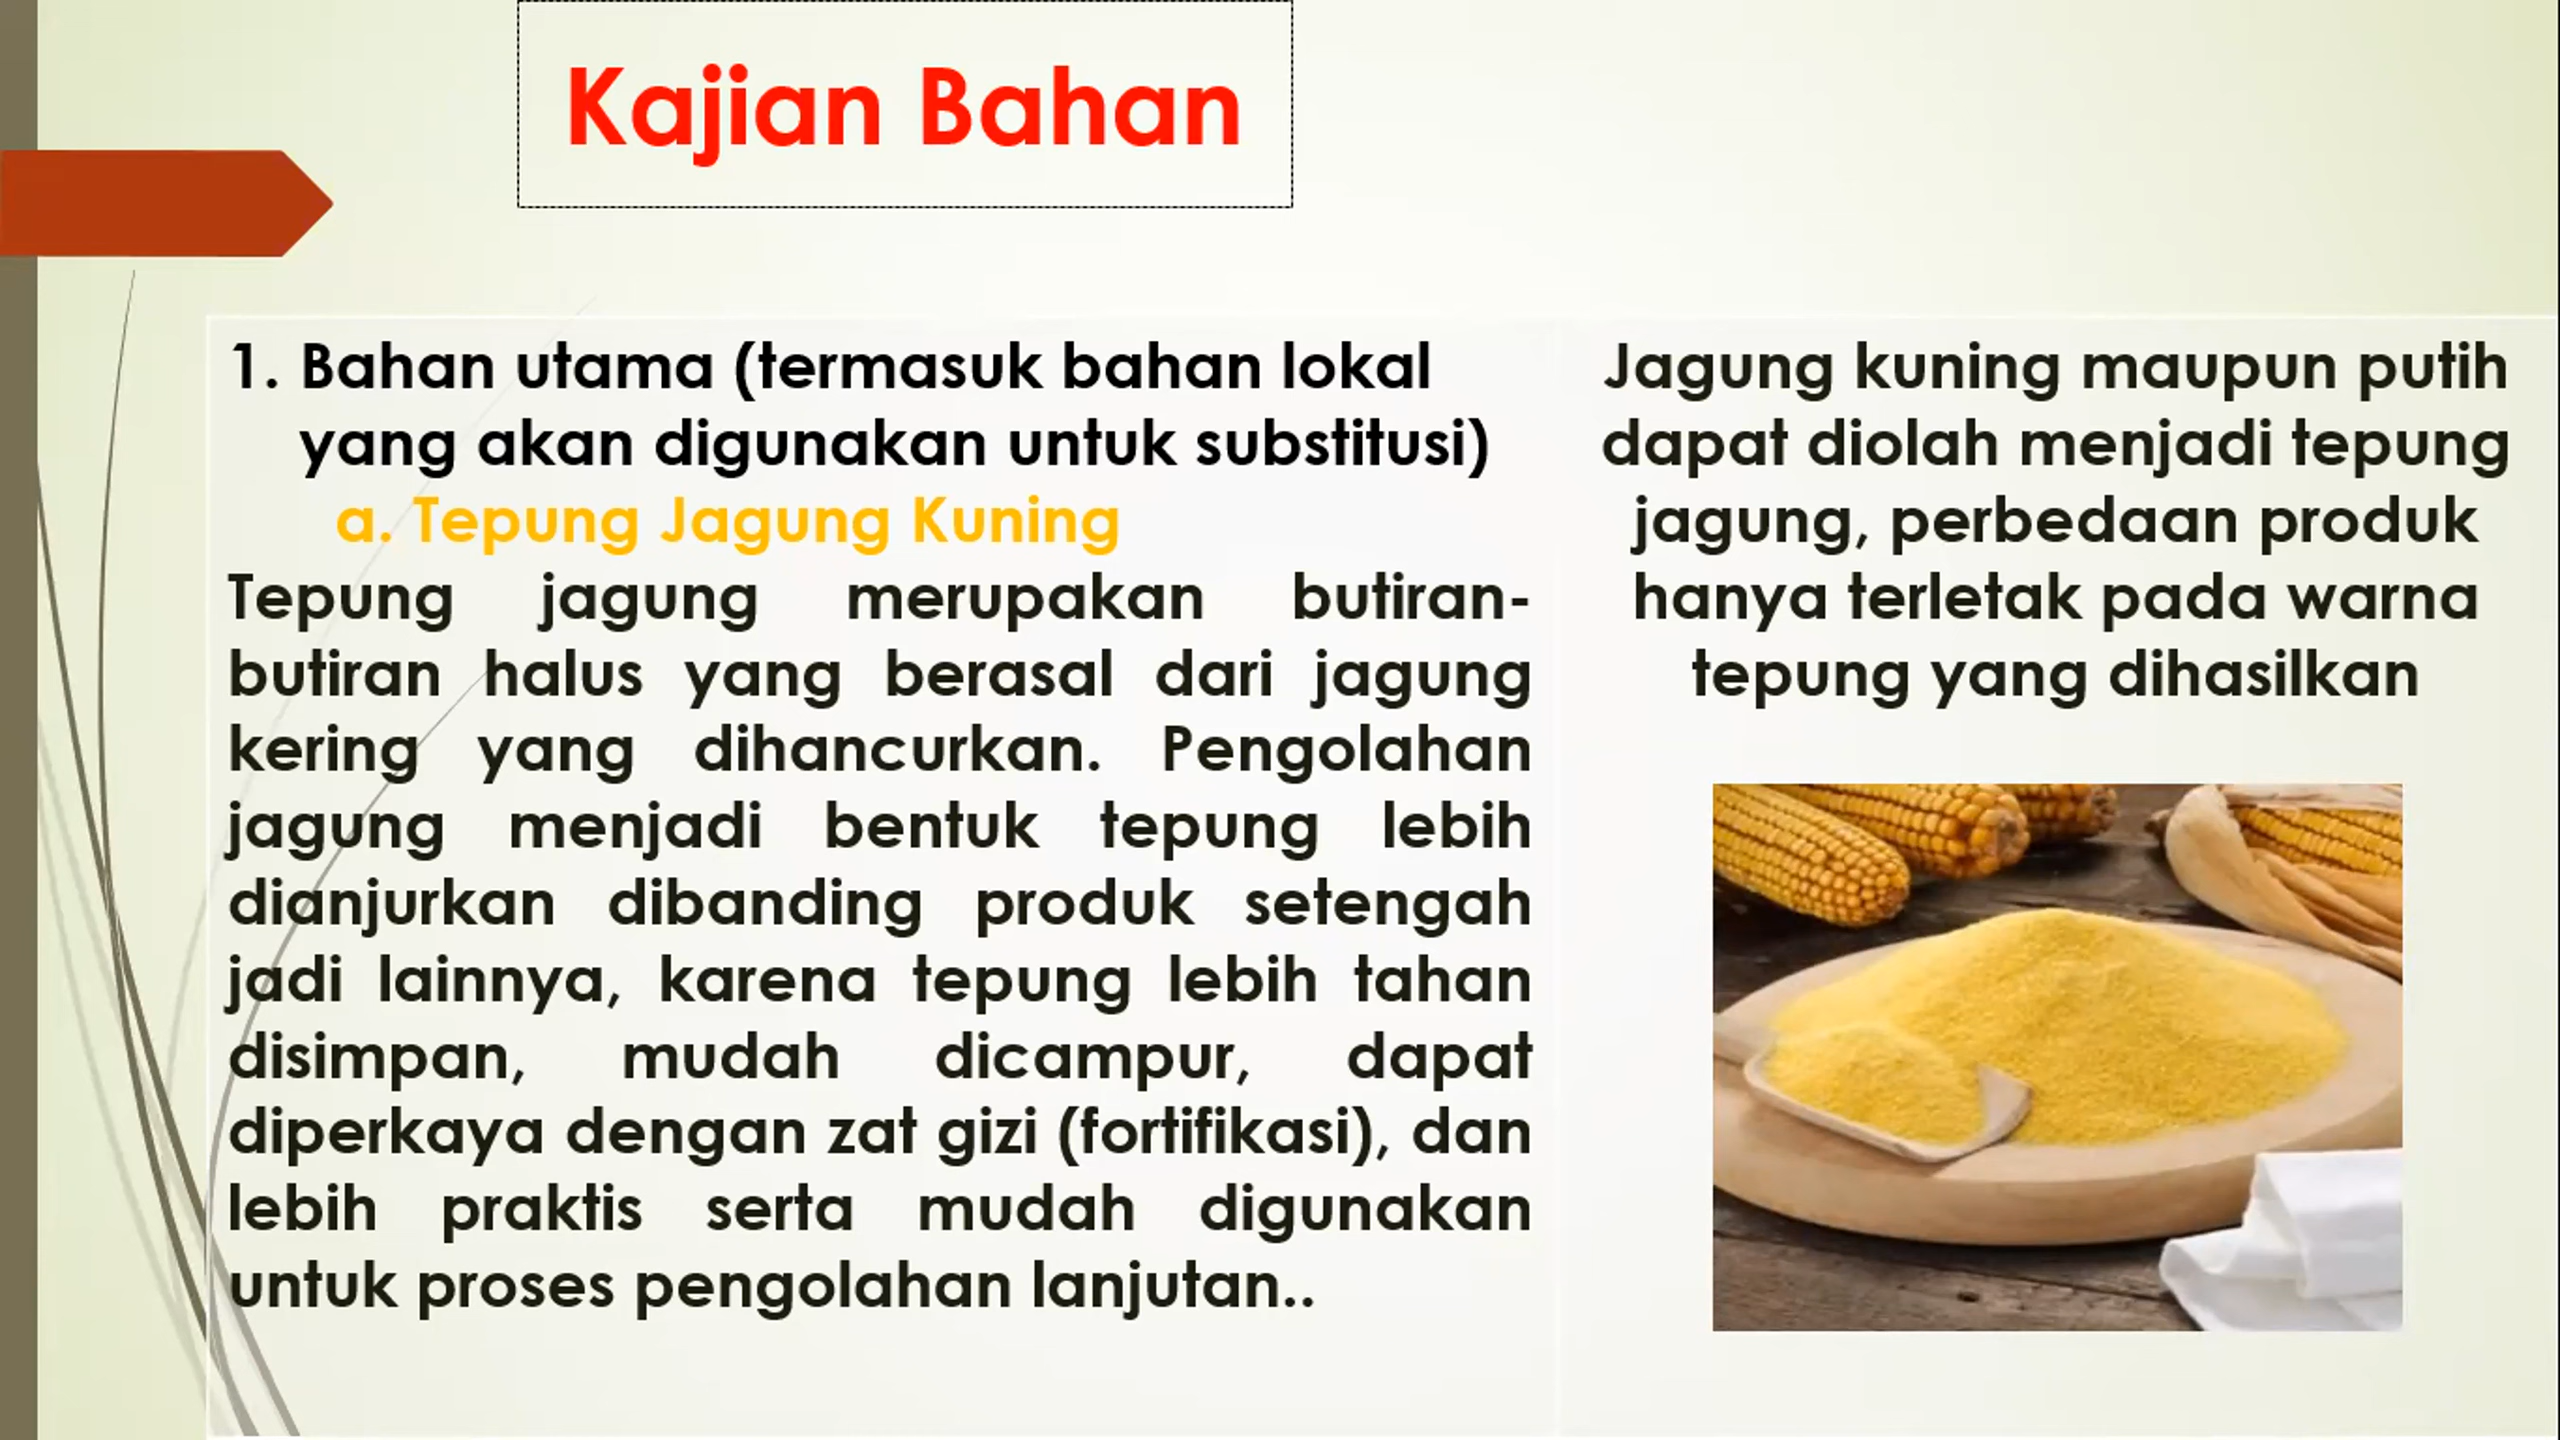 Kajian Bahan
1. Bahan utama (termasuk bahan lokal
yang akan digunakan untuk substitusi)
a. Tepung Jagung Kuning
Tepung jagung merupakan butiran-
butiran halus yang berasal dari jagung
kering yang dihancurkan. Pengolahan
jagung menjadi bentuk tepung lebih
dianjurkan dibanding produk setengah
jadi lainnya, karena tepung lebih tahan
disimpan, mudah dicampur, dapat
diperkaya dengan zat gizi (fortifikasi), dan
lebih praktis serta mudah digunakan
untuk proses pengolahan lanjutan..
Jagung kuning maupun putih
dapat diolah menjadi tepung
jagung, perbedaan produk
hanya terletak pada warna
tepung yang dihasilkan